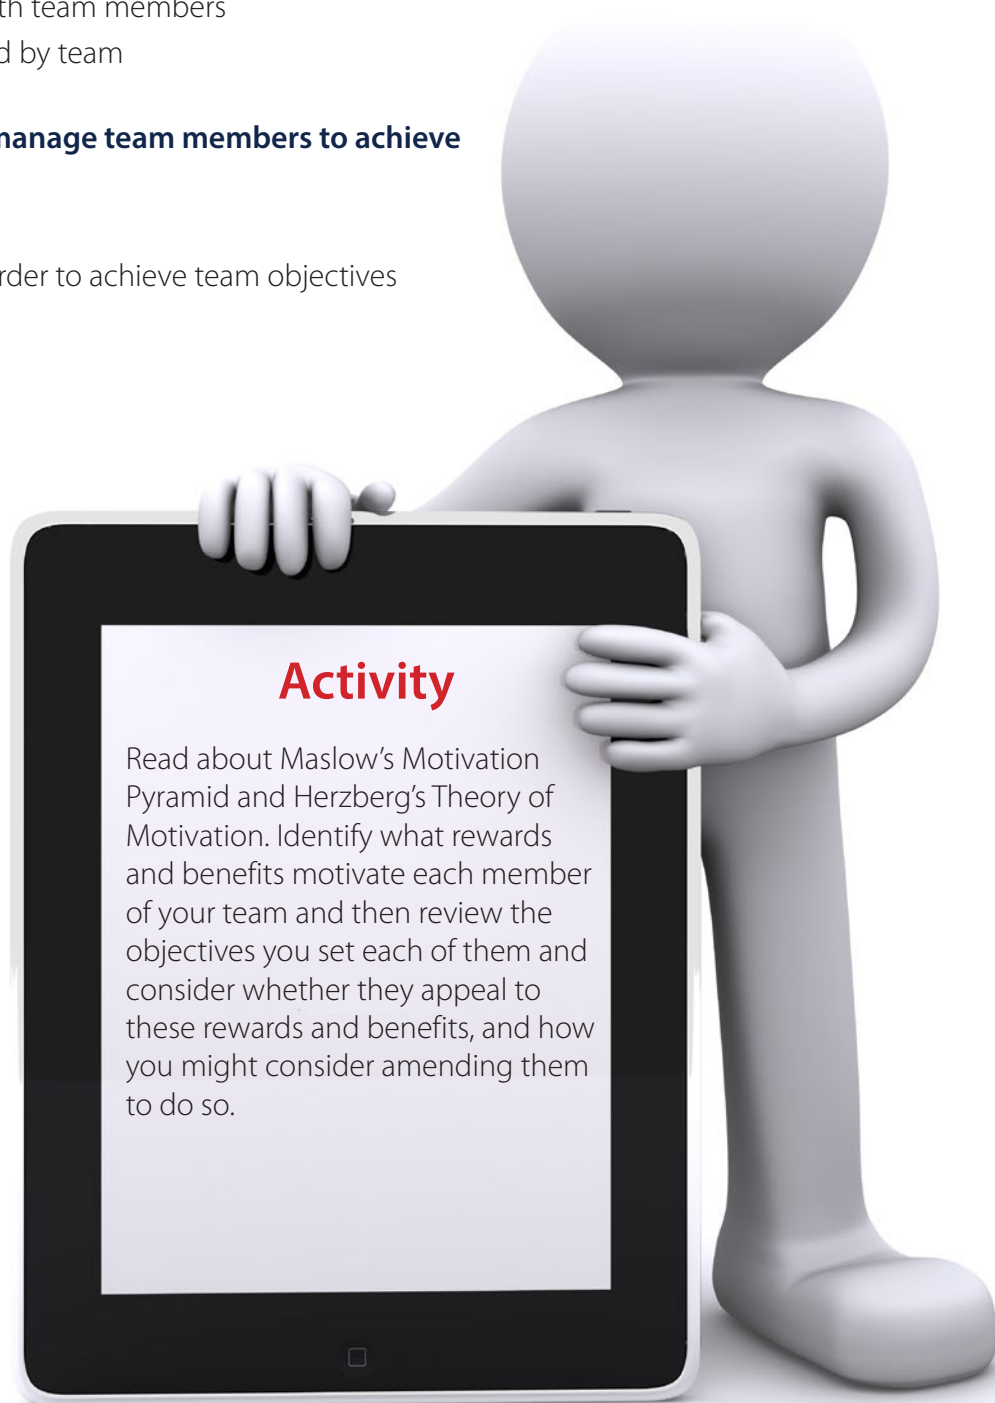 th team members
d by team
manage team members to achieve
rder to achieve team objectives
Activity
Read about Maslow's Motivation
Pyramid and Herzberg's Theory of
Motivation. Identify what rewards
and benefits motivate each member
of your team and then review the
objectives you set each of them and
consider whether they appeal to
these rewards and benefits, and how
you might consider amending them
to do so.